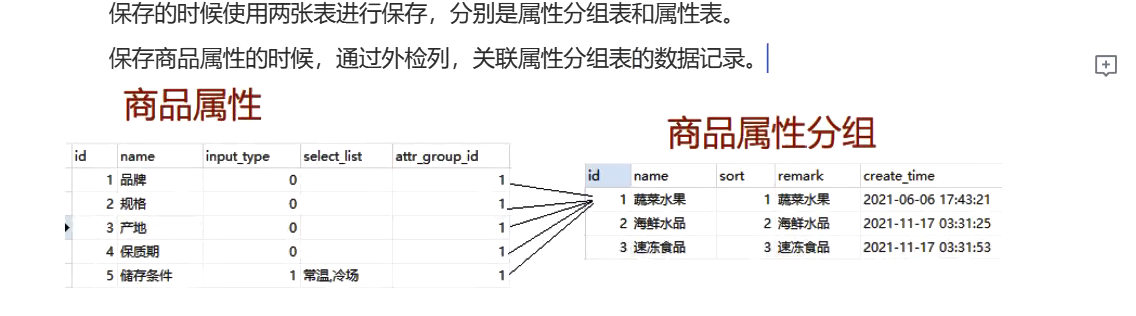 保存的时候使用两张表进行保存，分别是属性分组表和属性表。
保存商品属性的时候，通过外检列，关联属性分组表的数据记录。
商品属性
id name input_type select_list attr_group_id
1 品牌 0 1
2 规格 0 1
3 产地 0 1
4 保质期 0 1
5 储存条件 1 常温,冷场 1
商品属性分组
id name sort remark create_time
1 蔬菜水果 1 蔬菜水果 2021-06-06 17:43:21
2 海鲜水品 2 海鲜水品 2021-11-17 03:31:25
3 速冻食品 3 速冻食品 2021-11-17 03:31:53